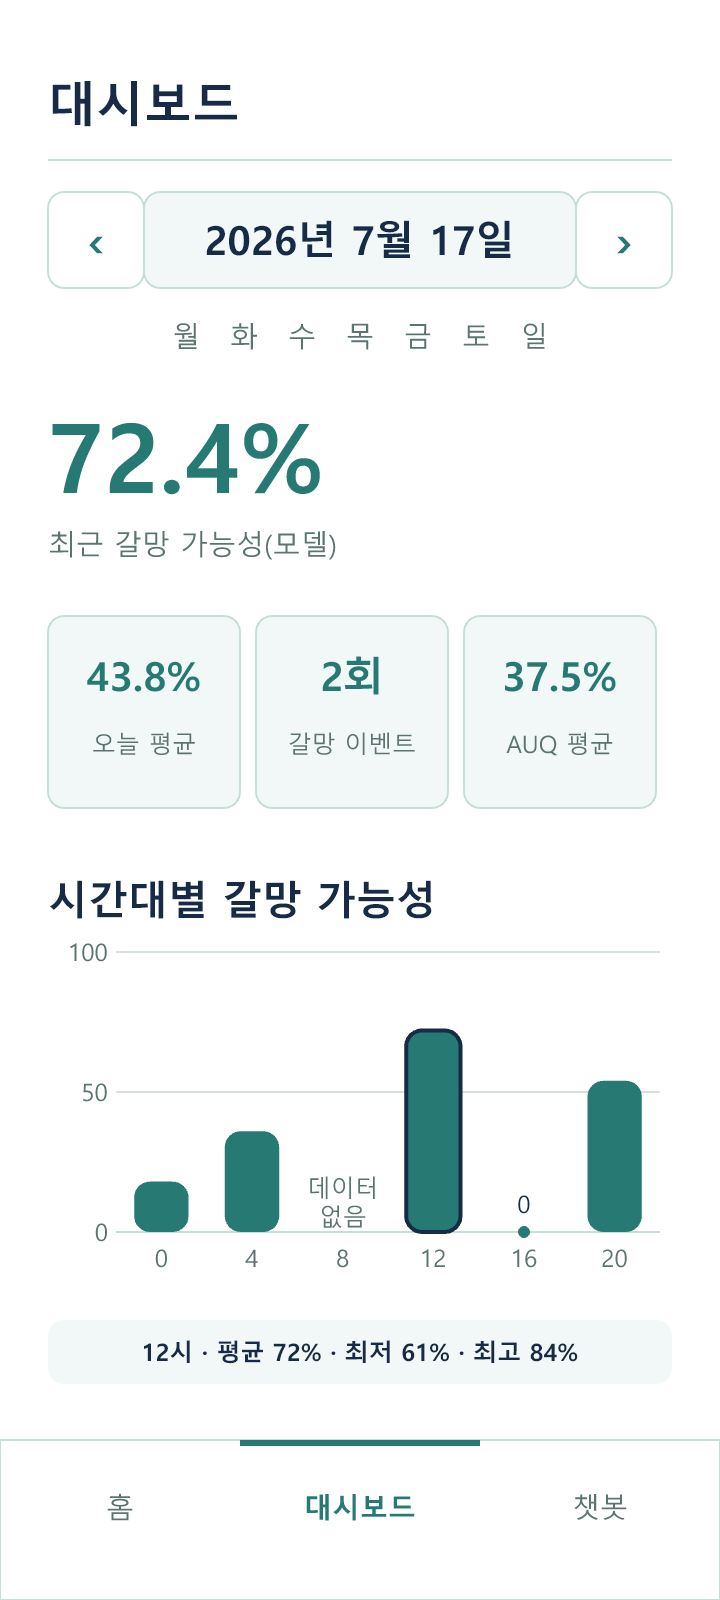 대시보드
‹ 2026년 7월 17일 ›
월 화 수 목 금 토 일
72.4%
최근 갈망 가능성(모델)
43.8% 2회 37.5%
오늘 평균 갈망 이벤트 AUQ 평균
시간대별 갈망 가능성
100
50
데이터
없음
0
0
0 4 8 12 16 20
12시 · 평균 72% · 최저 61% · 최고 84%
홈 대시보드 챗봇